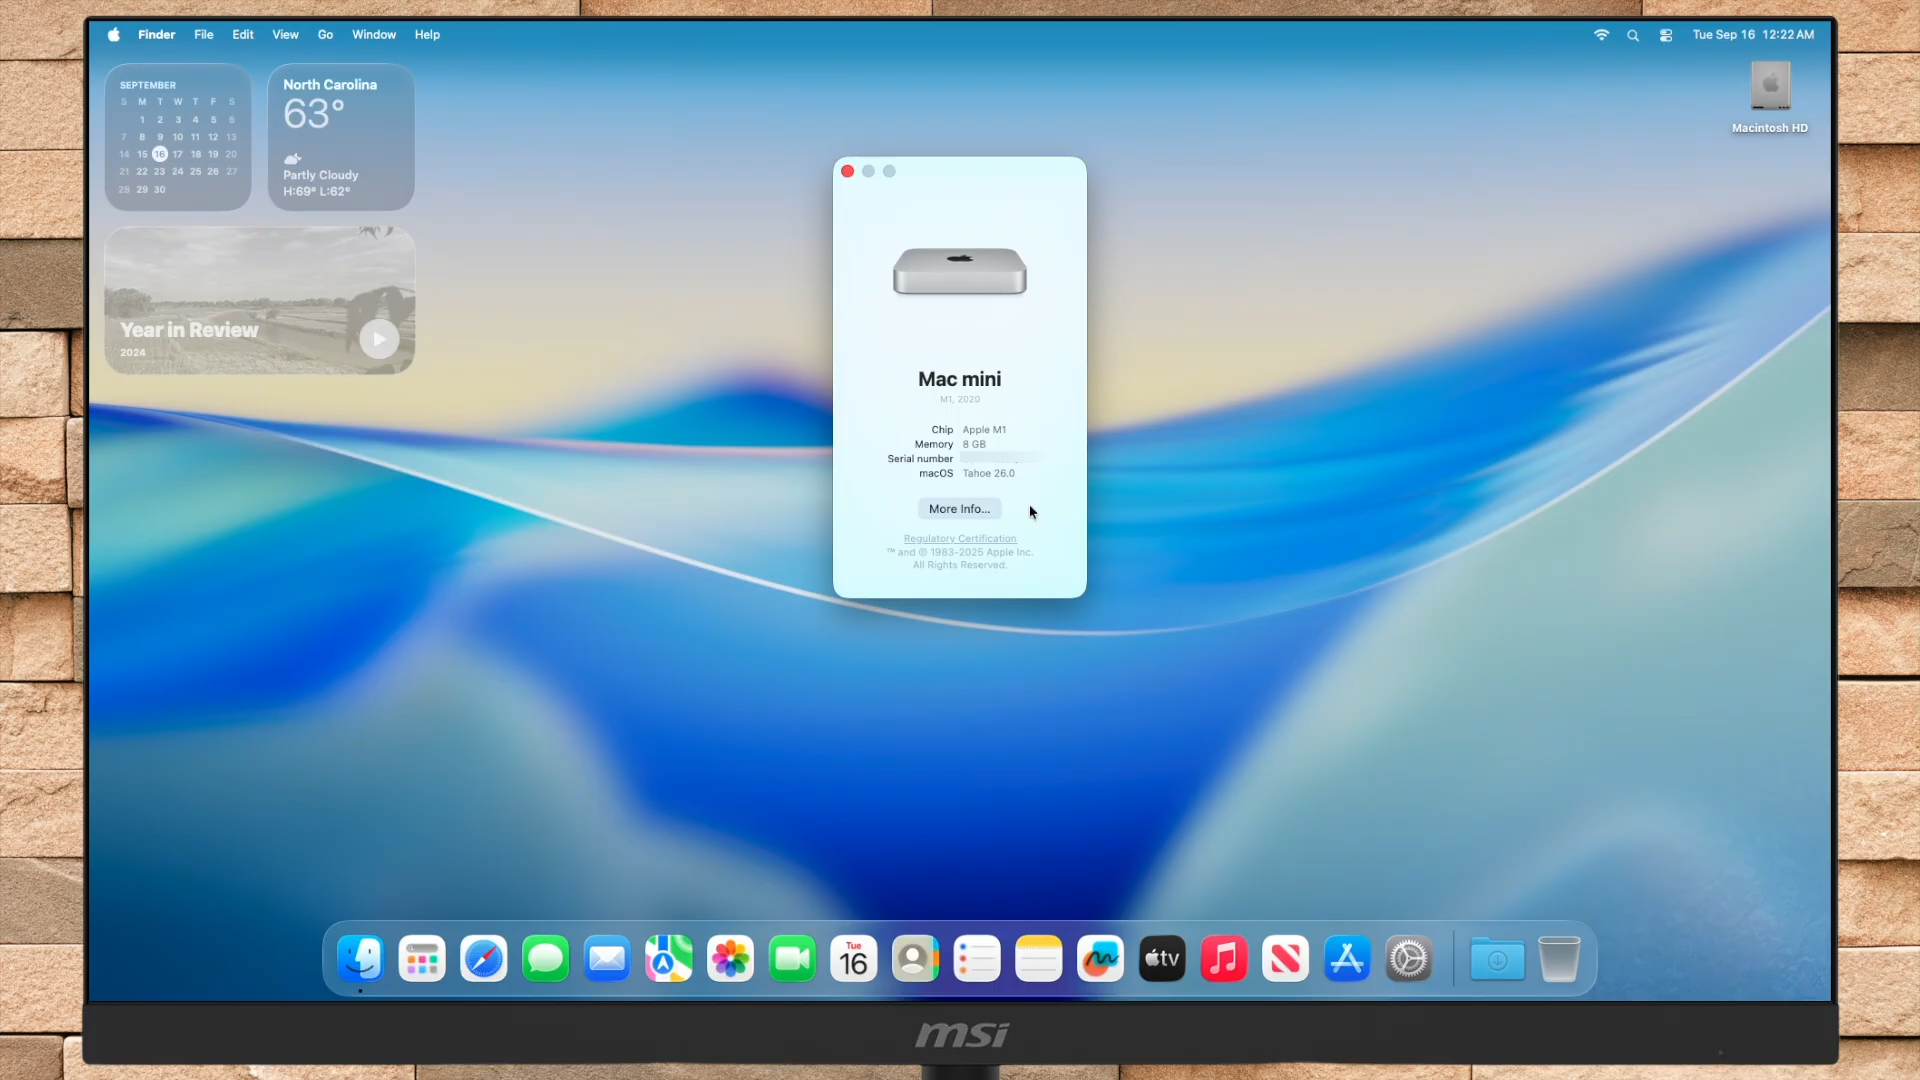 Finder File Edit View Go Window Help
Tue Sep 16 12:22 AM
SEPTEMBER
S M T W T F S
1 2 3 4 5 6
7 8 9 10 11 12 13
14 15 16 17 18 19 20
21 22 23 24 25 26 27
28 29 30
North Carolina
63°
Partly Cloudy
H:69° L:62°
Year in Review
2024
Macintosh HD
Mac mini
M1, 2020
Chip Apple M1
Memory 8 GB
Serial number
macOS Tahoe 26.0
More Info...
Regulatory Certification
™ and © 1983-2025 Apple Inc.
All Rights Reserved.
Tue
16
tv
msi